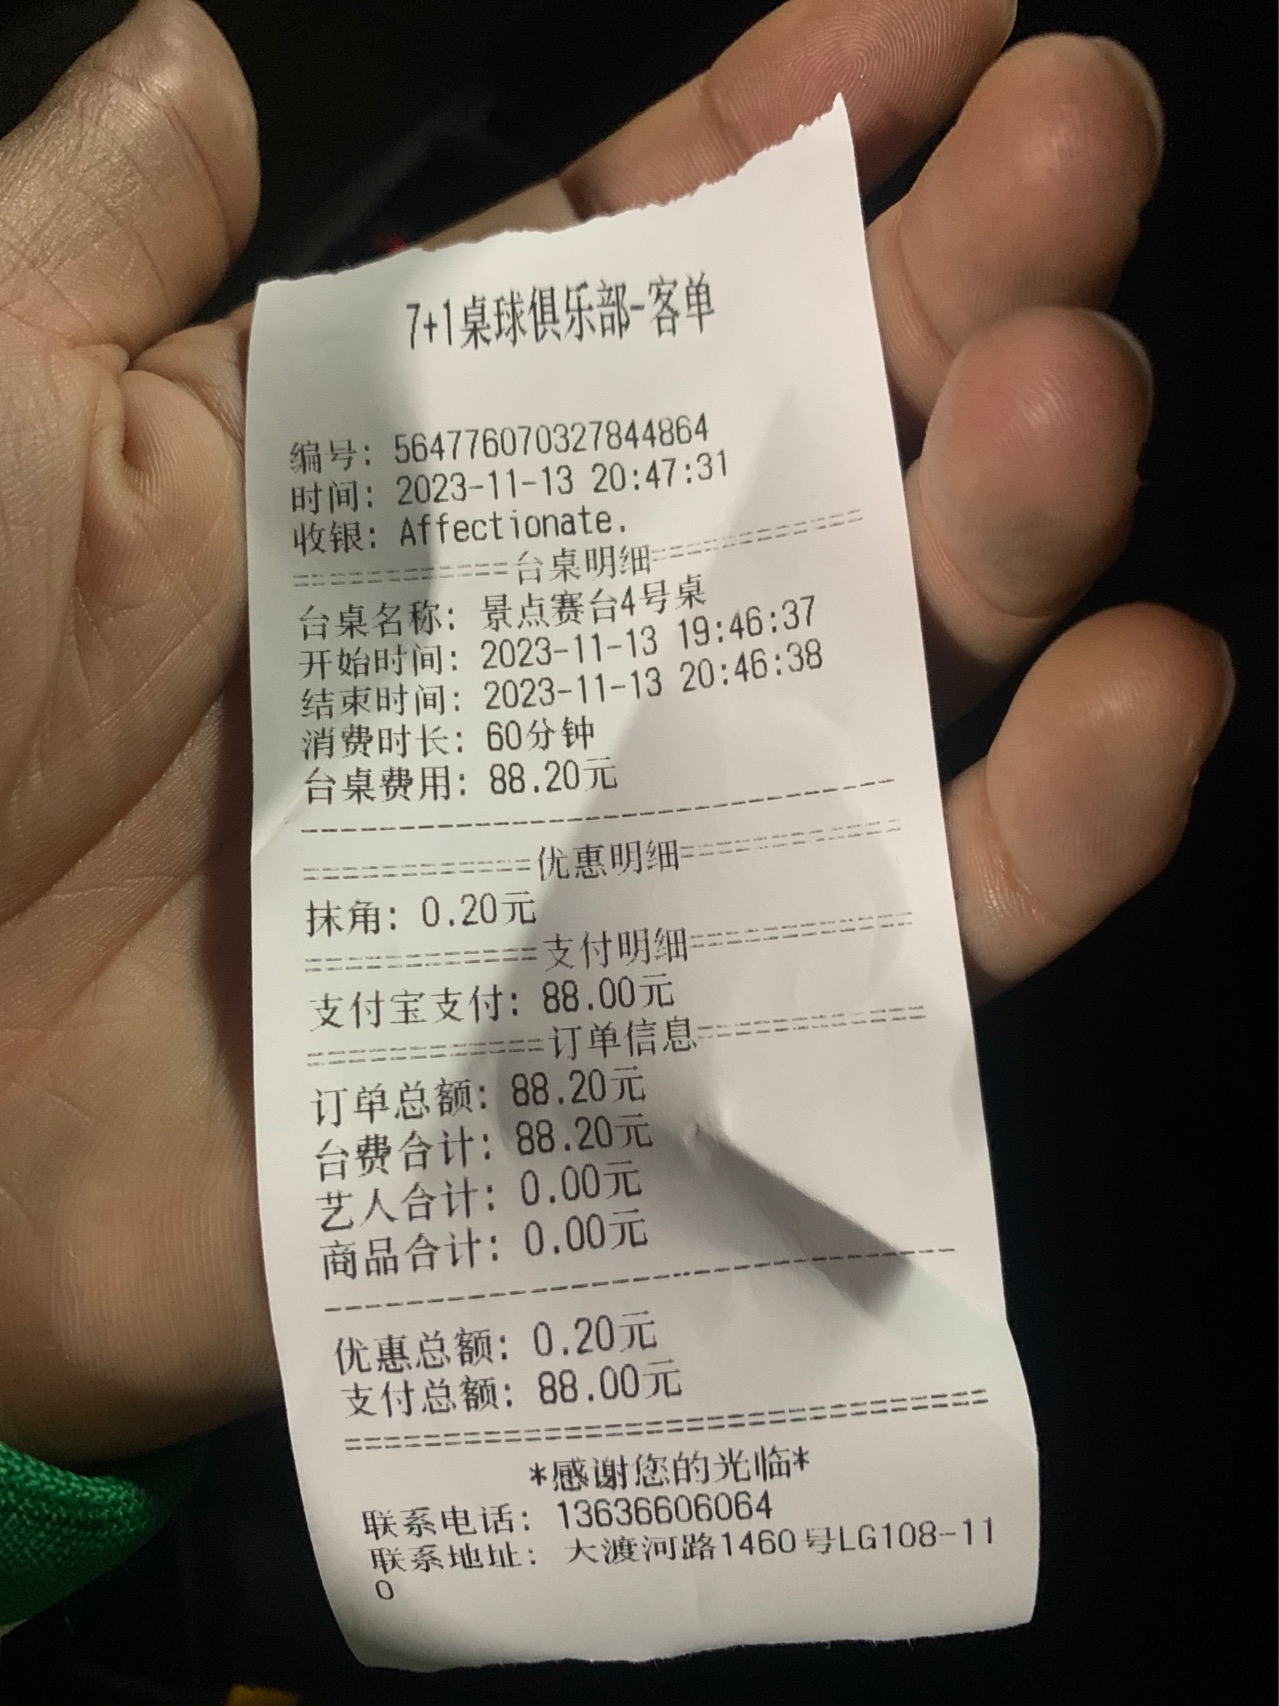 7+1桌球俱乐部-客单
编号: 564776070327844864
时间: 2023-11-13 20:47:31
收银: Affectionate.
============台桌明细============
台桌名称: 景点赛台4号桌
开始时间: 2023-11-13 19:46:37
结束时间: 2023-11-13 20:46:38
消费时长: 60分钟
台桌费用: 88.20元
--------------------------------
============优惠明细============
抹角: 0.20元
============支付明细============
支付宝支付: 88.00元
============订单信息============
订单总额: 88.20元
台费合计: 88.20元
艺人合计: 0.00元
商品合计: 0.00元
--------------------------------
优惠总额: 0.20元
支付总额: 88.00元
================================
*感谢您的光临*
联系电话: 13636606064
联系地址: 大渡河路1460号LG108-11
0